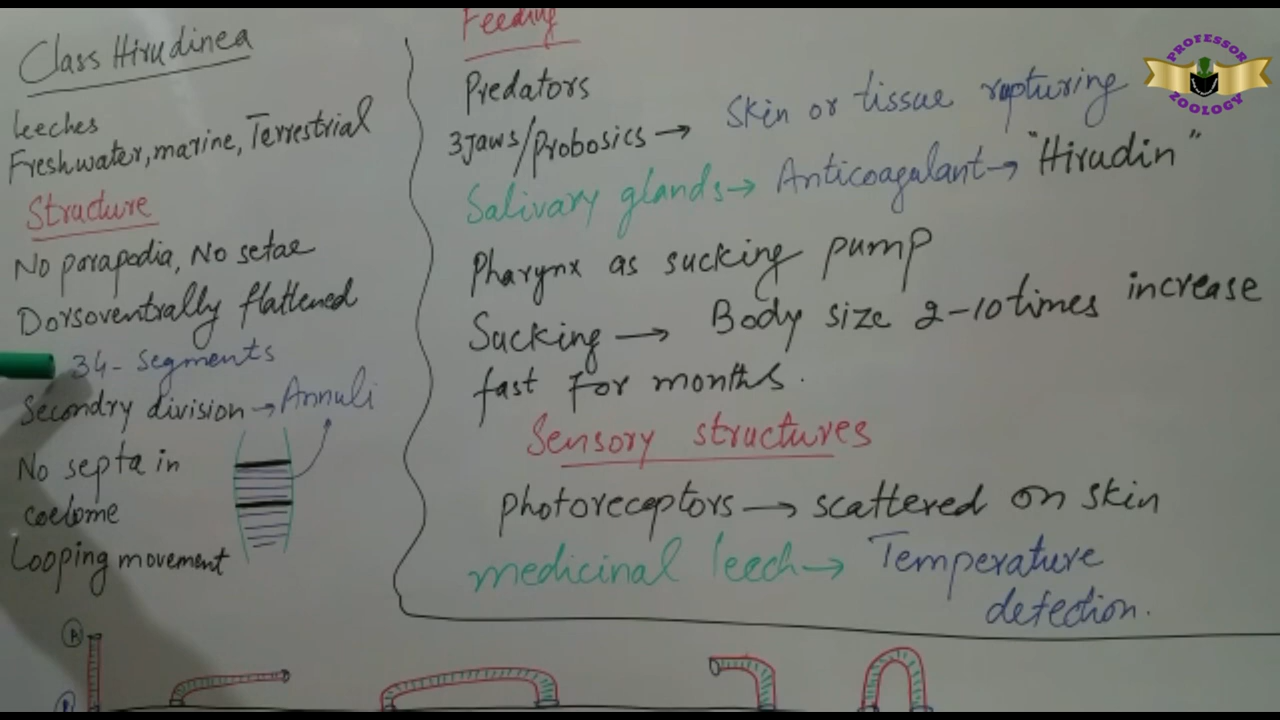 Class Hirudinea
leeches
Freshwater, marine, Terrestrial
Structure
No parapodia, No setae
Dorsoventrally flattened
34- segments
Secondry division → Annuli
No septa in
coelome
Looping movement
Feeding
Predators
3Jaws/Probosics → Skin or tissue rupturing
Salivary glands → Anticoagulant → "Hirudin"
Pharynx as sucking pump
Sucking → Body size 2-10 times increase
fast For months.
Sensory structures
photoreceptors → scattered on skin
medicinal leech → Temperature
detection.
A
PROFESSOR
ZOOLOGY